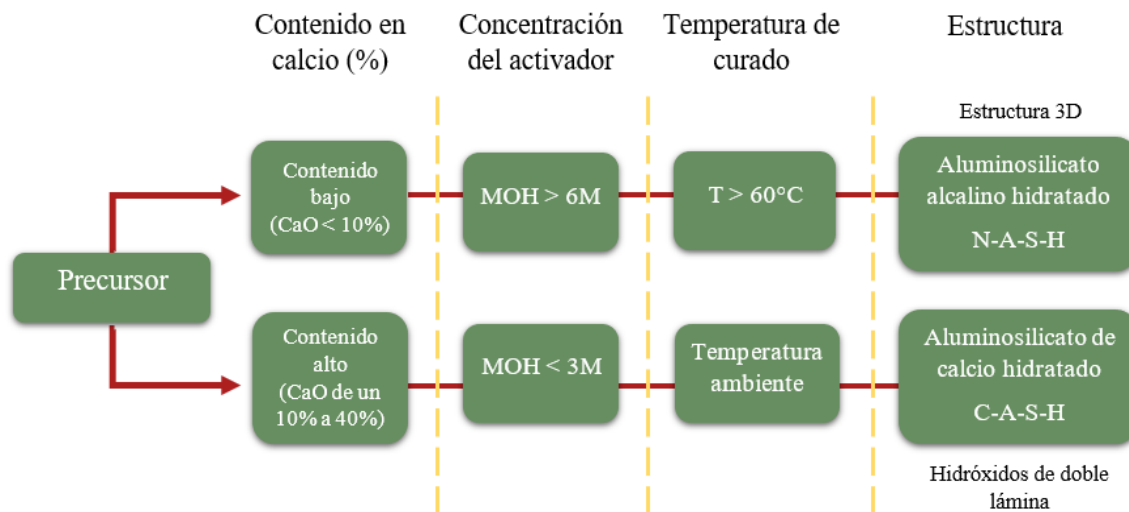 Contenido en
calcio (%)
Concentración
del activador
Temperatura de
curado
Estructura
Estructura 3D
Contenido
bajo
(CaO < 10%)
MOH > 6M
T > 60°C
Aluminosilicato
alcalino hidratado
N-A-S-H
Precursor
Contenido
alto
(CaO de un
10% a 40%)
MOH < 3M
Temperatura
ambiente
Aluminosilicato de
calcio hidratado
C-A-S-H
Hidróxidos de doble
lámina